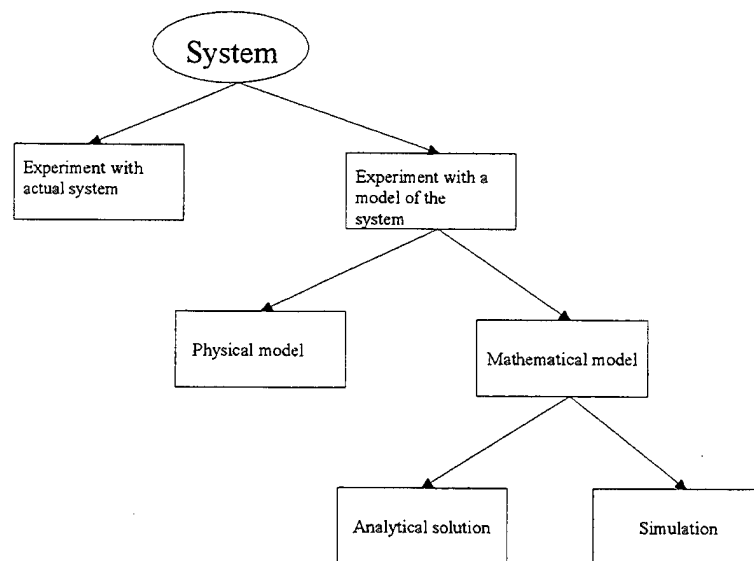 System
Experiment with
actual system
Experiment with a
model of the
system
Physical model
Mathematical model
Analytical solution
Simulation